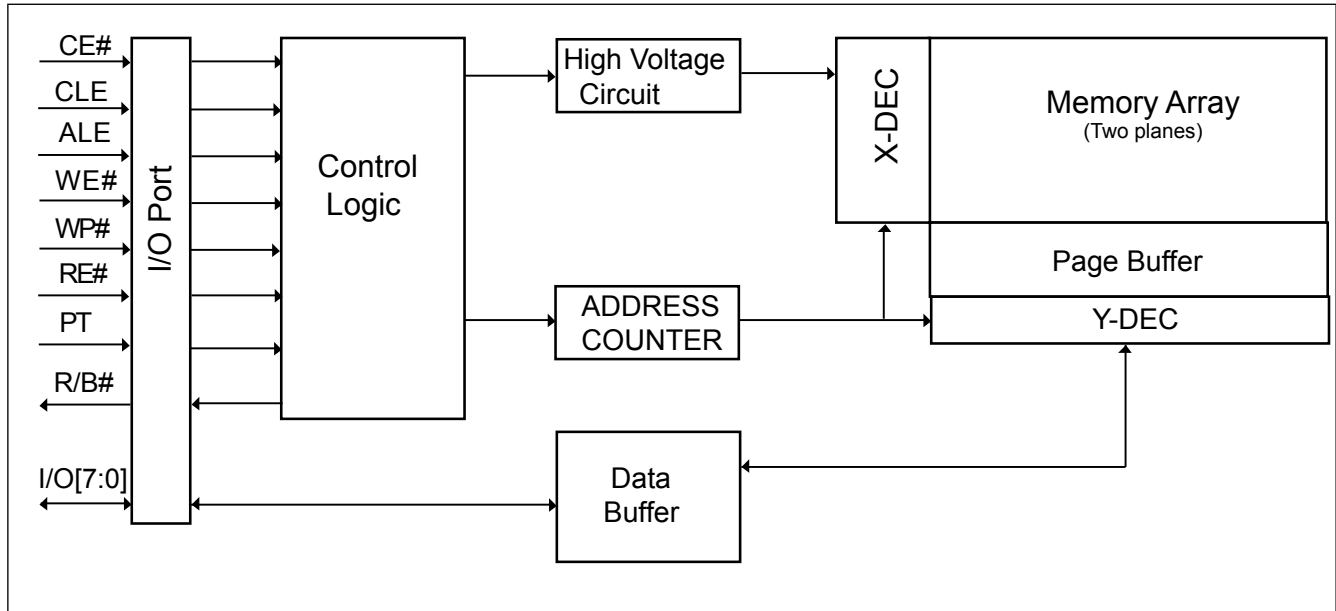 CE#
CLE
ALE
WE#
WP#
RE#
PT
R/B#
I/O[7:0]
I/O Port
Control
Logic
High Voltage
Circuit
ADDRESS
COUNTER
Data
Buffer
X-DEC
Memory Array
(Two planes)
Page Buffer
Y-DEC